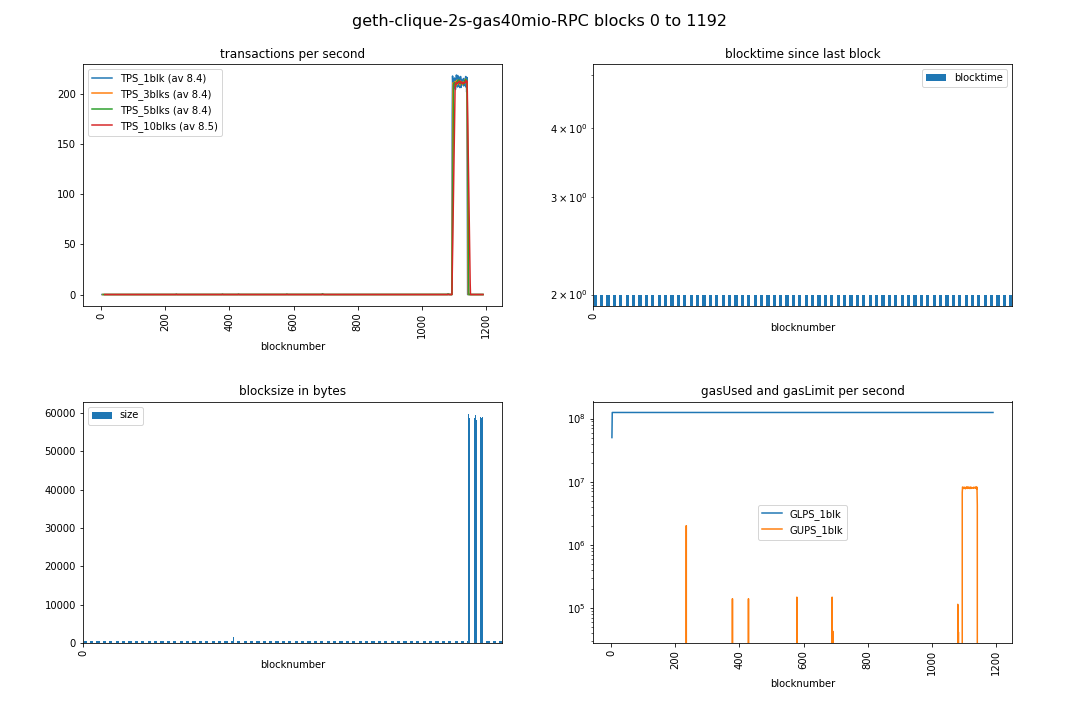 geth-clique-2s-gas40mio-RPC blocks 0 to 1192
transactions per second
TPS_1blk (av 8.4)
TPS_3blks (av 8.4)
TPS_5blks (av 8.4)
TPS_10blks (av 8.5)
200
150
100
50
0
0 200 400 600 800 1000 1200
blocknumber
blocktime since last block
blocktime
4 × 10⁰
3 × 10⁰
2 × 10⁰
0
blocknumber
blocksize in bytes
size
60000
50000
40000
30000
20000
10000
0
0
blocknumber
gasUsed and gasLimit per second
10⁸
10⁷
GLPS_1blk
GUPS_1blk
10⁶
10⁵
0 200 400 600 800 1000 1200
blocknumber